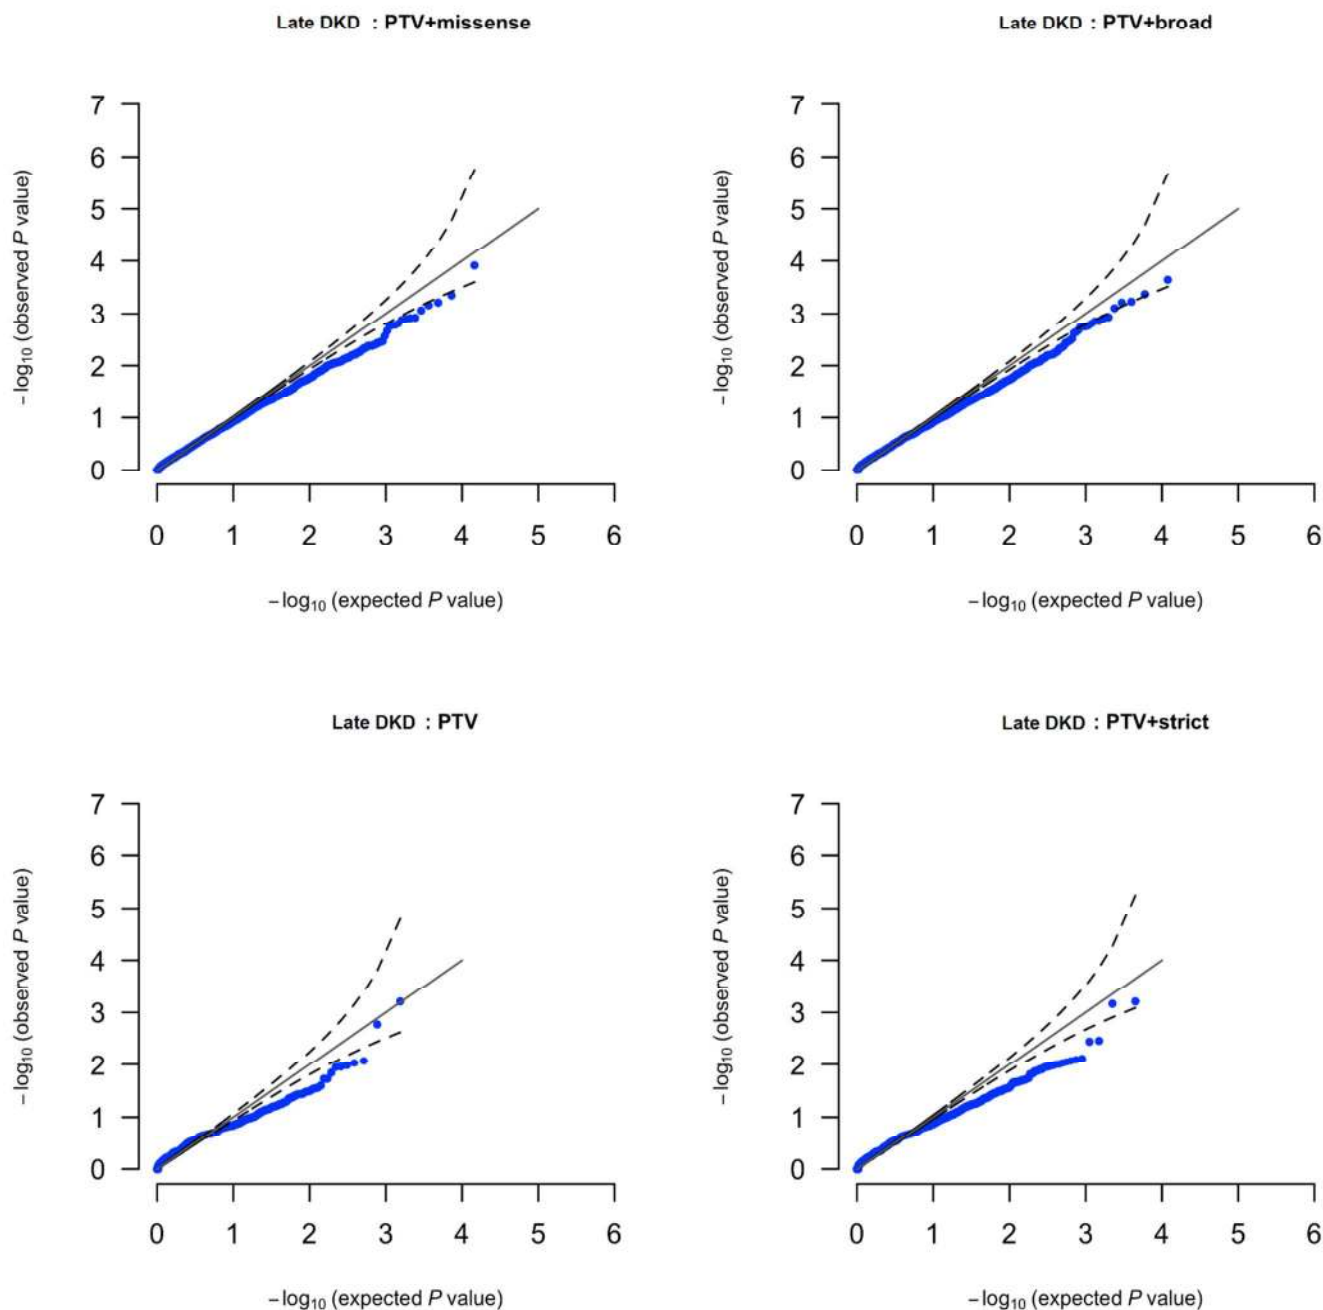 Late DKD : PTV+missense
7
6
5
4
3
2
1
0
−log10 (observed P value)
0 1 2 3 4 5 6
−log10 (expected P value)
Late DKD : PTV+broad
7
6
5
4
3
2
1
0
−log10 (observed P value)
0 1 2 3 4 5 6
−log10 (expected P value)
Late DKD : PTV
7
6
5
4
3
2
1
0
−log10 (observed P value)
0 1 2 3 4 5 6
−log10 (expected P value)
Late DKD : PTV+strict
7
6
5
4
3
2
1
0
−log10 (observed P value)
0 1 2 3 4 5 6
−log10 (expected P value)